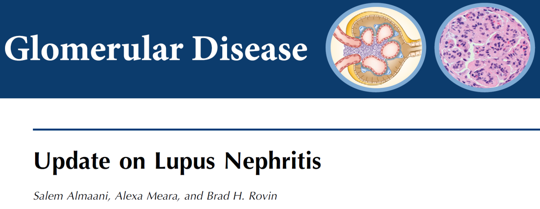 Glomerular Disease
Update on Lupus Nephritis
Salem Almaani, Alexa Meara, and Brad H. Rovin